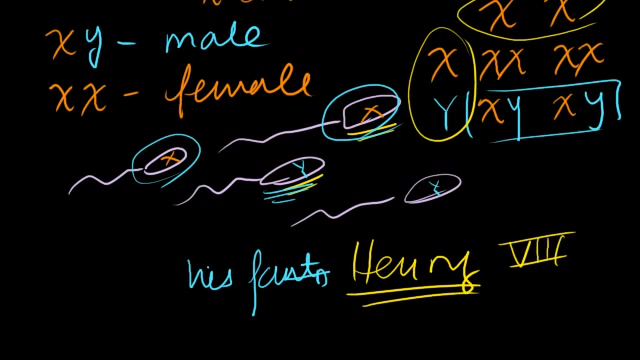 X X
XY - male
X XX XX
XX - female
Y XY XY
X
X Y Y
his fault Henry VIII